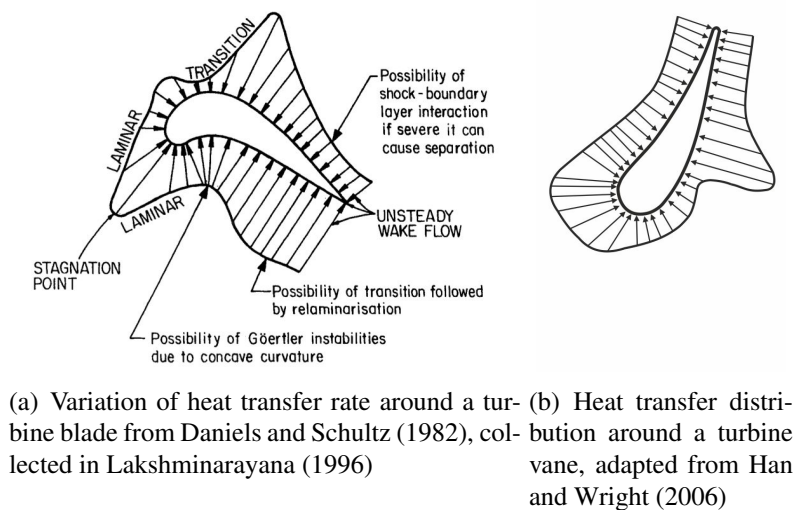 TRANSITION
LAMINAR
LAMINAR
STAGNATION
POINT
Possibility of
shock-boundary
layer interaction
if severe it can
cause separation
UNSTEADY
WAKE FLOW
Possibility of transition followed
by relaminarisation
Possibility of Göertler instabilities
due to concave curvature
(a) Variation of heat transfer rate around a tur-
bine blade from Daniels and Schultz (1982), col-
lected in Lakshminarayana (1996)
(b) Heat transfer distri-
bution around a turbine
vane, adapted from Han
and Wright (2006)